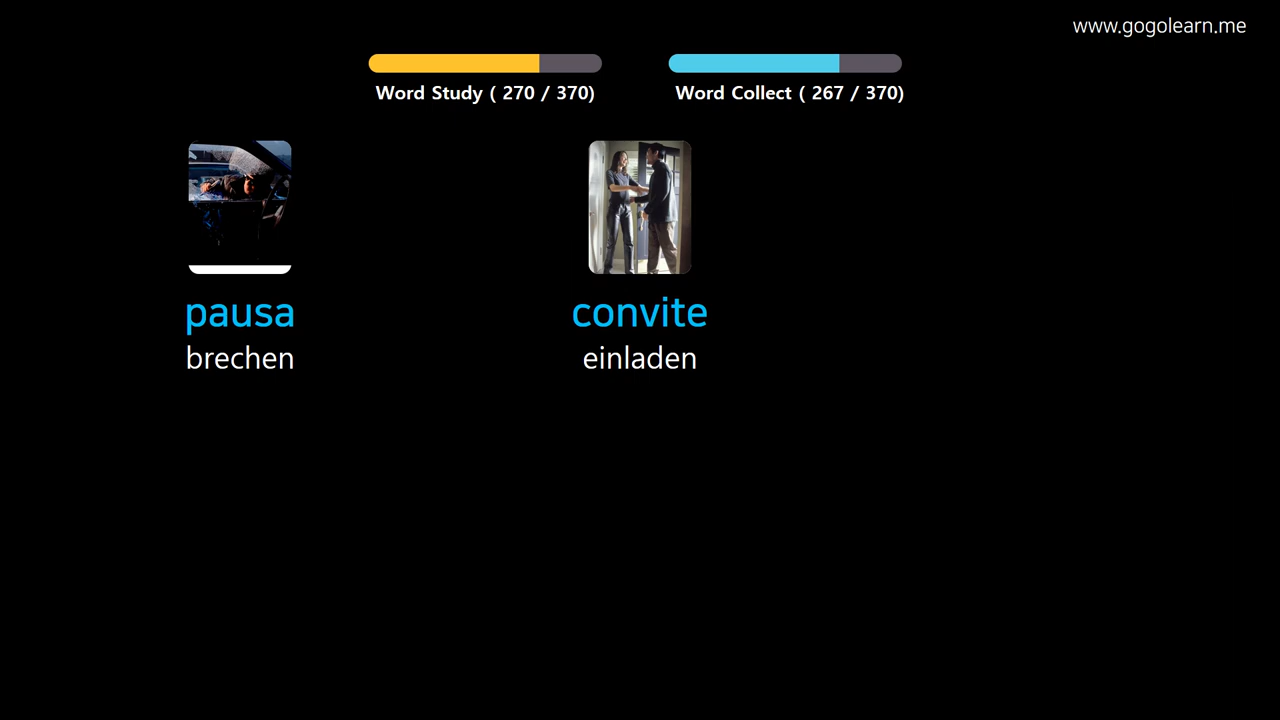 www.gogolearn.me
Word Study ( 270 / 370)
Word Collect ( 267 / 370)
pausa
brechen
convite
einladen